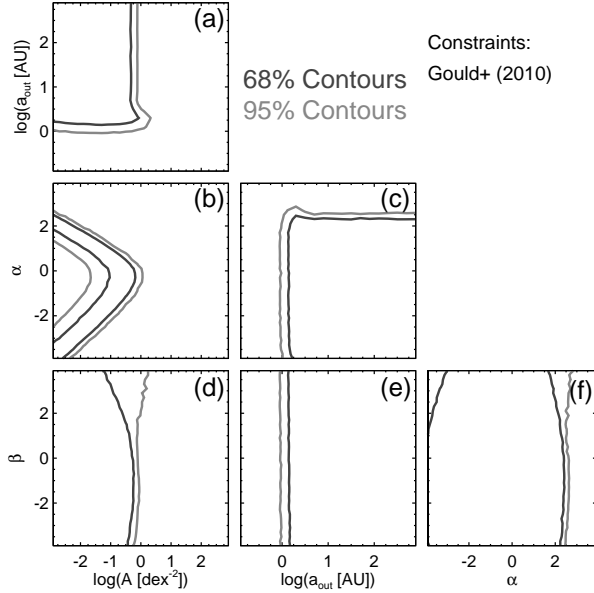 (a)
2
1
0
log(a_out [AU])
68% Contours
95% Contours
Constraints:
Gould+ (2010)
(b)
2
0
-2
α
(c)
(d)
2
0
-2
β
-2 -1 0 1 2
log(A [dex^-2])
(e)
0 1 2
log(a_out [AU])
(f)
-2 0 2
α